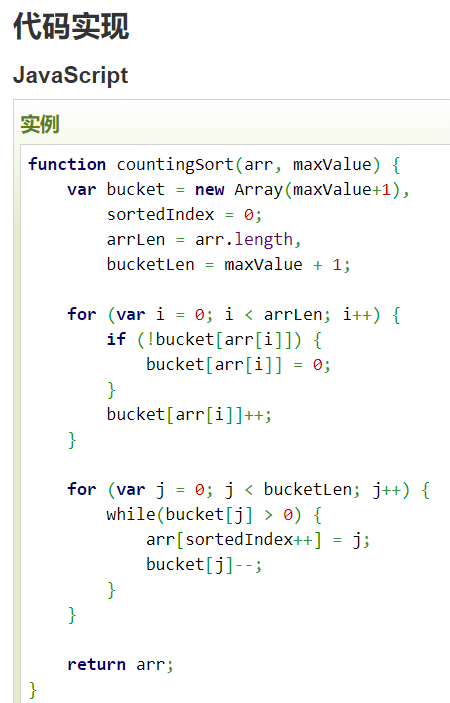 代码实现
JavaScript
实例
function countingSort(arr, maxValue) {
    var bucket = new Array(maxValue+1),
        sortedIndex = 0;
        arrLen = arr.length,
        bucketLen = maxValue + 1;

    for (var i = 0; i < arrLen; i++) {
        if (!bucket[arr[i]]) {
            bucket[arr[i]] = 0;
        }
        bucket[arr[i]]++;
    }

    for (var j = 0; j < bucketLen; j++) {
        while(bucket[j] > 0) {
            arr[sortedIndex++] = j;
            bucket[j]--;
        }
    }

    return arr;
}